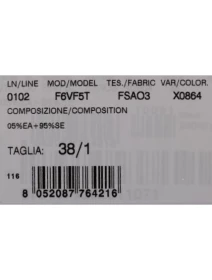 LN/LINE MOD/MODEL TES./FABRIC VAR/COLOR.
0102 F6VF5T FSAO3 X0864
COMPOSIZIONE/COMPOSITION
05%EA+95%SE
TAGLIA: 38/1
116
8 052087 764216